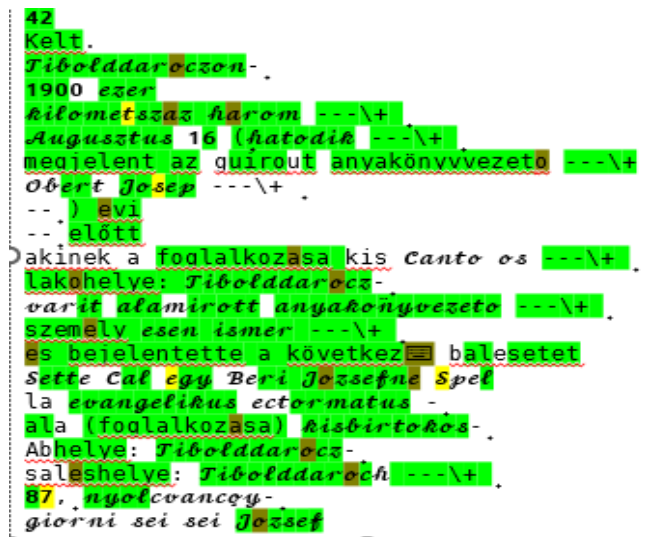 42
Kelt.
Tibolddaroczon-
1900 ezer
kilometszaz harom ---\+
Augusztus 16 (hatodik ---\+
megjelent az guirout anyakönyvvezeto ---\+
Obert Josep ---\+
-- ) evi
-- előtt
akinek a foglalkozasa kis Canto os ---\+
lakohelye: Tibolddarocz-
varit alamirott anyakonyvezeto ---\+
szemely esen ismer ---\+
es bejelentette a következ balesetet
Sette Cal egy Beri Jozsefne Spel
la evangelikus ectormatus -
ala (foglalkozasa) kisbirtokos-
Abhelye: Tibolddarocz-
saleshelye: Tibolddaroch ---\+
87, nyolcvancoy-
giorni sei sei Jozsef